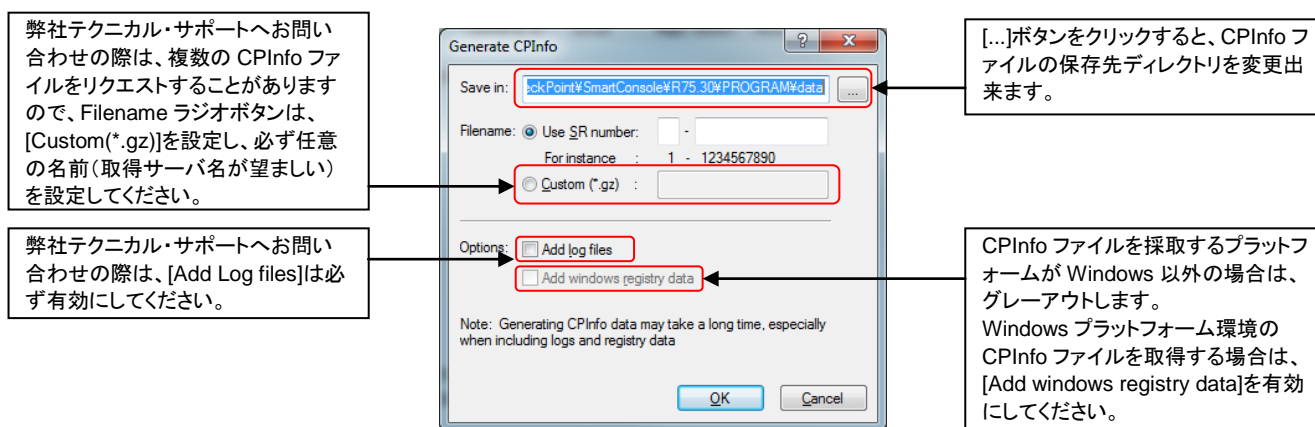 弊社テクニカル・サポートへお問い
合わせの際は、複数の CPInfo ファ
イルをリクエストすることがあります
ので、Filename ラジオボタンは、
[Custom(*.gz)]を設定し、必ず任意
の名前（取得サーバ名が望ましい）
を設定してください。
弊社テクニカル・サポートへお問い
合わせの際は、[Add Log files]は必
ず有効にしてください。
Generate CPInfo
Save in: eckPoint¥SmartConsole¥R75.30¥PROGRAM¥data ...
Filename: Use SR number: -
For instance : 1 - 1234567890
Custom (*.gz) :
Options: Add log files
Add windows registry data
Note: Generating CPInfo data may take a long time, especially
when including logs and registry data
OK Cancel
[...]ボタンをクリックすると、CPInfo フ
ァイルの保存先ディレクトリを変更出
来ます。
CPInfo ファイルを採取するプラットフ
ォームが Windows 以外の場合は、
グレーアウトします。
Windows プラットフォーム環境の
CPInfo ファイルを取得する場合は、
[Add windows registry data]を有効
にしてください。